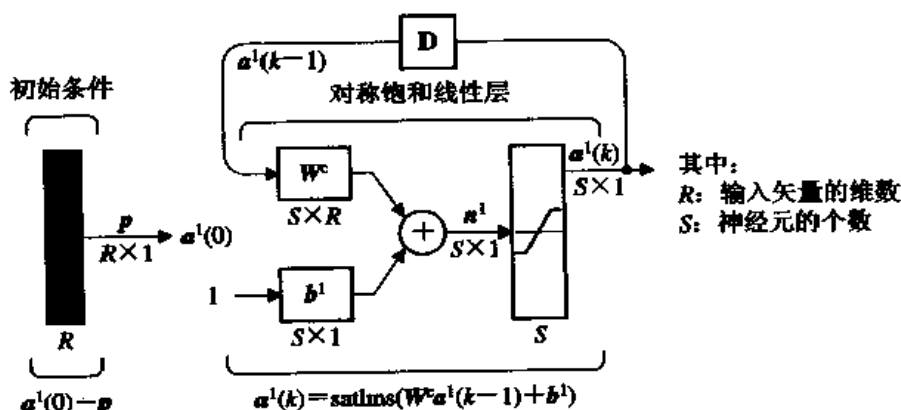 D
a¹(k−1)
初始条件
对称饱和线性层
p
R×1
a¹(0)
R
a¹(0)−p
Wᶜ
S×R
1
b¹
S×1
+
n¹
S×1
a¹(k)
S×1
S
a¹(k)=satlins(Wᶜa¹(k−1)+b¹)
其中：
R：输入矢量的维数
S：神经元的个数